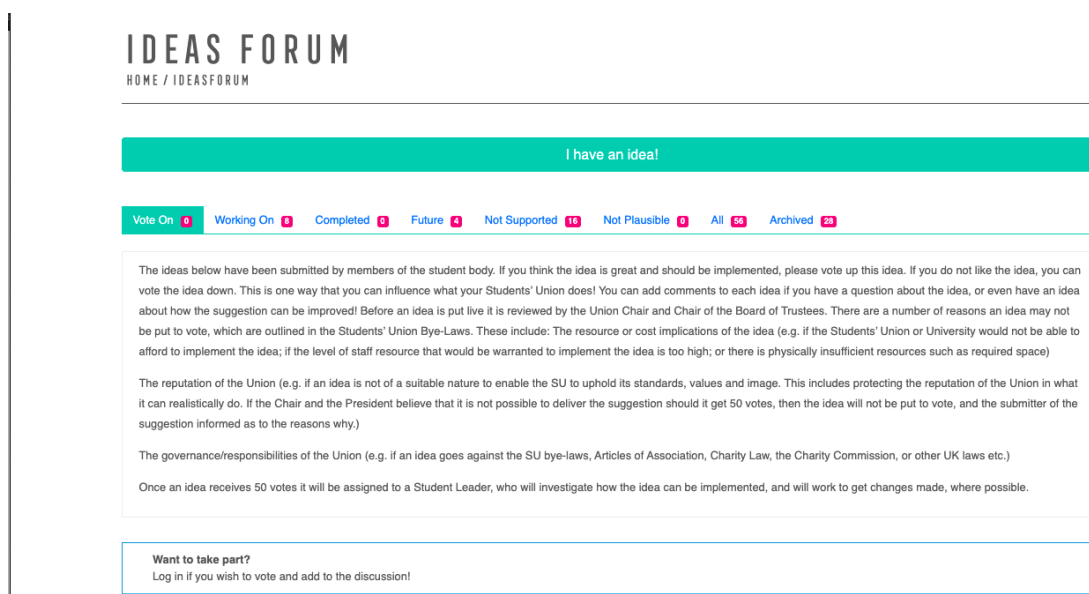 IDEAS FORUM
HOME / IDEASFORUM
I have an idea!
Vote On 0 Working On 8 Completed 0 Future 4 Not Supported 16 Not Plausible 0 All 56 Archived 28
The ideas below have been submitted by members of the student body. If you think the idea is great and should be implemented, please vote up this idea. If you do not like the idea, you can
vote the idea down. This is one way that you can influence what your Students' Union does! You can add comments to each idea if you have a question about the idea, or even have an idea
about how the suggestion can be improved! Before an idea is put live it is reviewed by the Union Chair and Chair of the Board of Trustees. There are a number of reasons an idea may not
be put to vote, which are outlined in the Students' Union Bye-Laws. These include: The resource or cost implications of the idea (e.g. if the Students' Union or University would not be able to
afford to implement the idea; if the level of staff resource that would be warranted to implement the idea is too high; or there is physically insufficient resources such as required space)
The reputation of the Union (e.g. if an idea is not of a suitable nature to enable the SU to uphold its standards, values and image. This includes protecting the reputation of the Union in what
it can realistically do. If the Chair and the President believe that it is not possible to deliver the suggestion should it get 50 votes, then the idea will not be put to vote, and the submitter of the
suggestion informed as to the reasons why.)
The governance/responsibilities of the Union (e.g. if an idea goes against the SU bye-laws, Articles of Association, Charity Law, the Charity Commission, or other UK laws etc.)
Once an idea receives 50 votes it will be assigned to a Student Leader, who will investigate how the idea can be implemented, and will work to get changes made, where possible.
Want to take part?
Log in if you wish to vote and add to the discussion!